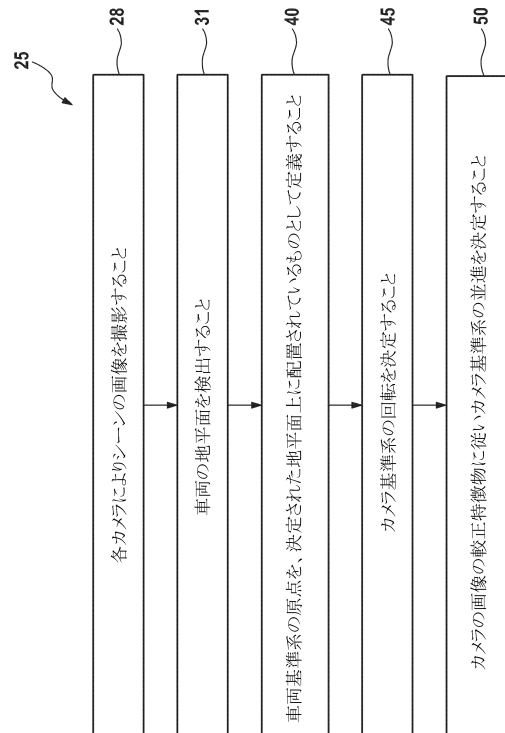 25
各カメラによりシーンの画像を撮影すること
28
車両の地平面を検出すること
31
車両基準系の原点を、決定された地平面上に配置されているものとして定義すること
40
カメラ基準系の回転を決定すること
45
カメラの画像の較正特徴物に従いカメラ基準系の並進を決定すること
50